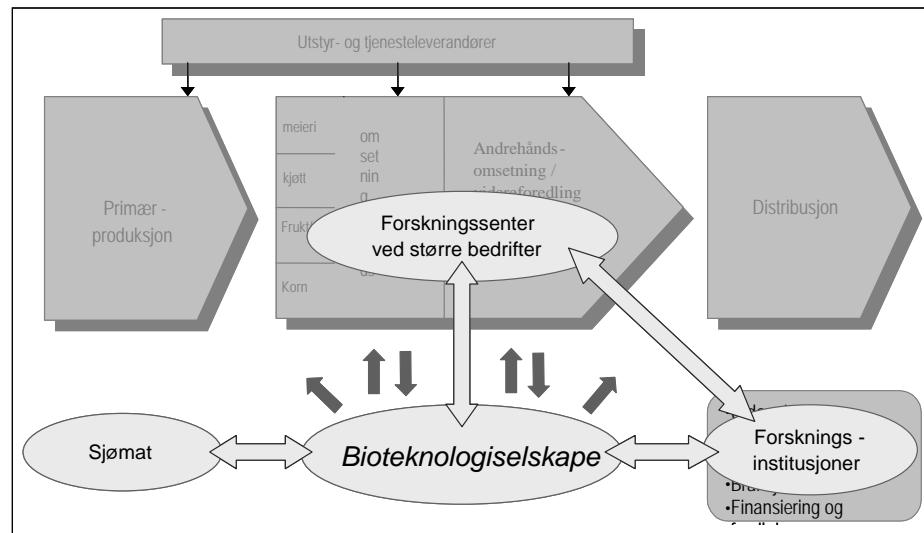 Utstyr- og tjenesteleverandører
meieri
kjøtt
Frukt
Korn
om
set
nin
Andrehånds-
omsetning /
videreforedling
Primær -
produksjon
Distribusjon
Forskningssenter
ved større bedrifter
Sjømat
Bioteknologiselskape
Forsknings -
institusjoner
•Finansiering og